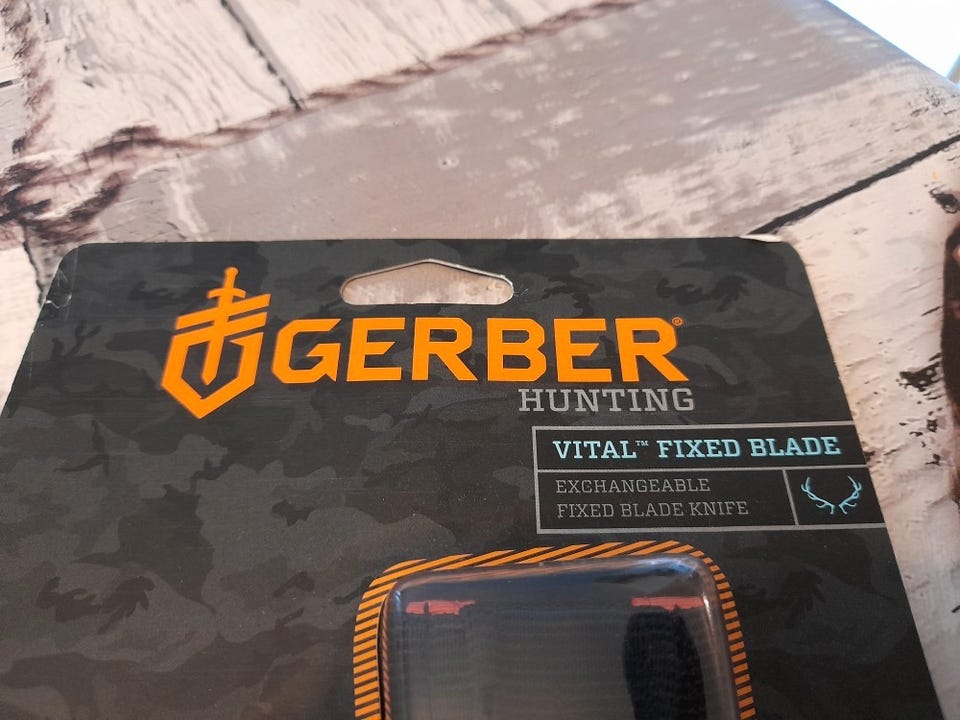 GERBER®
HUNTING
VITAL™ FIXED BLADE
EXCHANGEABLE
FIXED BLADE KNIFE